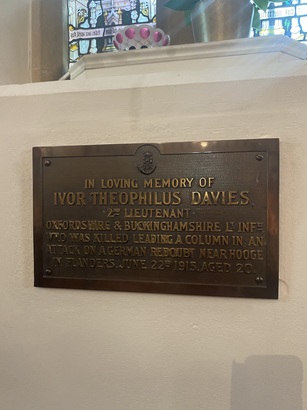 IN LOVING MEMORY OF
IVOR THEOPHILUS DAVIES,
2ND LIEUTENANT
OXFORDSHIRE & BUCKINGHAMSHIRE LT INFY
WHO WAS KILLED LEADING A COLUMN IN AN
ATTACK ON A GERMAN REDOUBT NEAR HOOGE
IN FLANDERS, JUNE 22ND 1915, AGED 20.